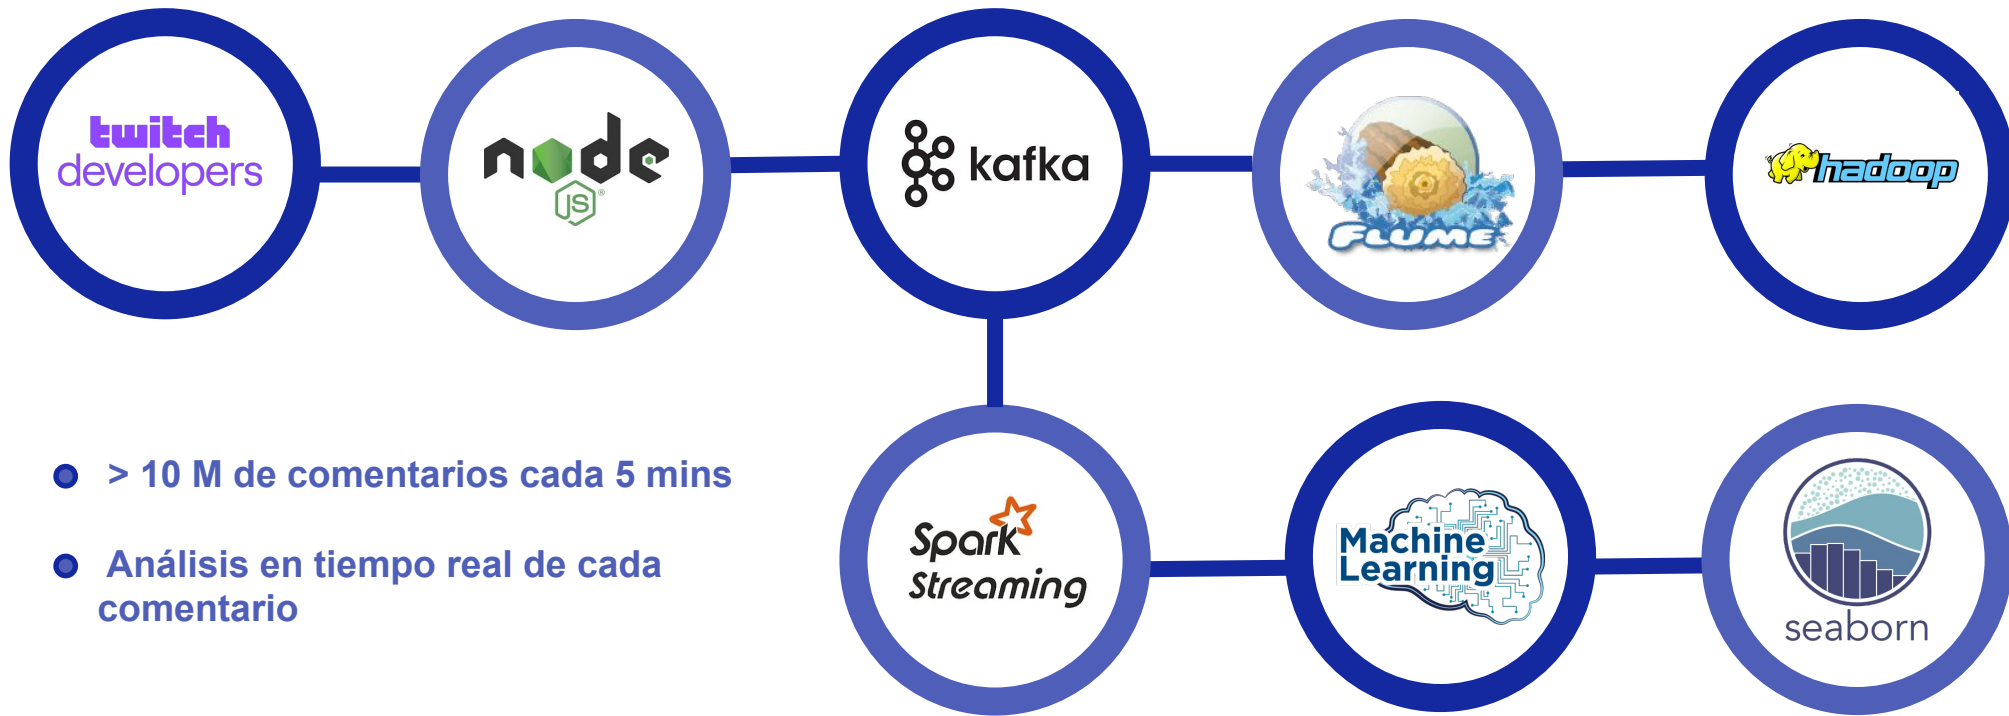 twitch
developers
node
JS®
kafka
FLUME
hadoop
> 10 M de comentarios cada 5 mins
Análisis en tiempo real de cada
comentario
Spark
Streaming
Machine
Learning
seaborn